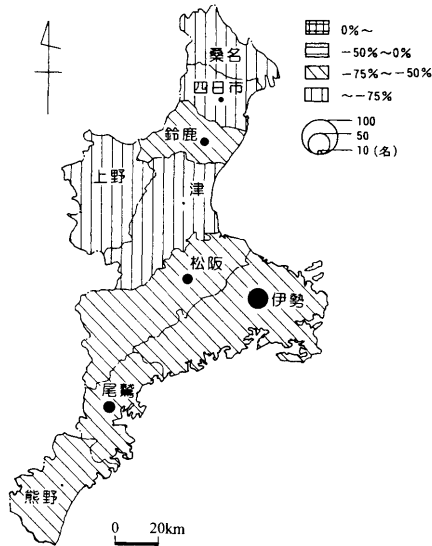 0%～
-50%～0%
-75%～-50%
～-75%
100
50
10（名）
桑名
四日市
鈴鹿
上野
津
松阪
伊勢
尾鷲
熊野
0 20km